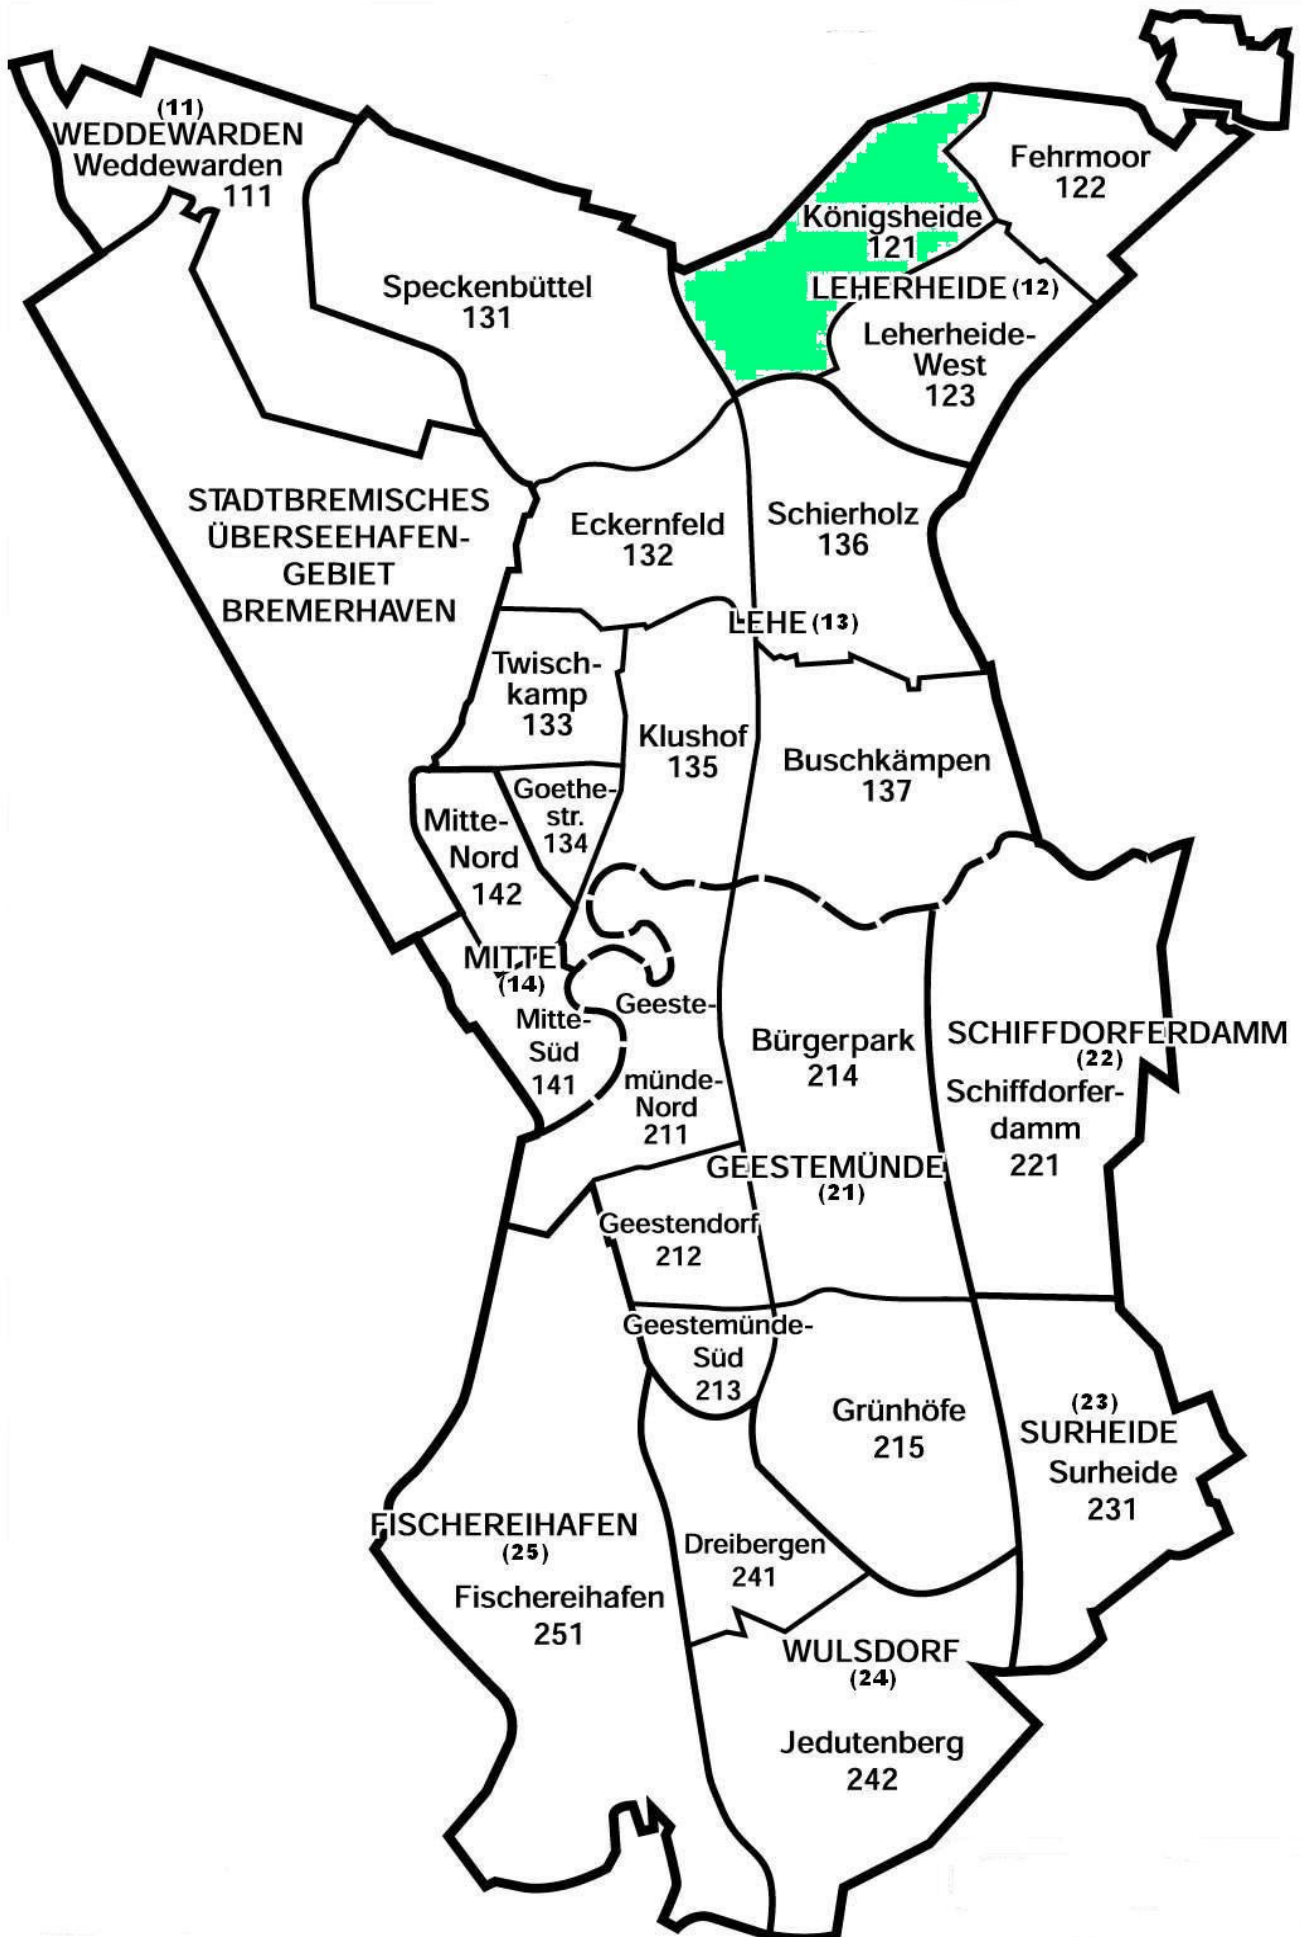 (11)
WEDDEWARDEN
Weddewarden
111
Fehrmoor
122
Königsheide
121
LEHERHEIDE (12)
Leherheide-
West
123
Speckenbüttel
131
STADTBREMISCHES
ÜBERSEEHAFEN-
GEBIET
BREMERHAVEN
Eckernfeld
132
Schierholz
136
LEHE (13)
Twisch-
kamp
133
Klushof
135
Buschkämpen
137
Goethe-
str.
134
Mitte-
Nord
142
MITTE
(14)
Mitte-
Süd
141
Geeste-
münde-
Nord
211
Bürgerpark
214
SCHIFFDORFERDAMM
(22)
Schiffdorfer-
damm
221
GEESTEMÜNDE
(21)
Geestendorf
212
Geestemünde-
Süd
213
Grünhöfe
215
(23)
SURHEIDE
Surheide
231
FISCHEREIHAFEN
(25)
Fischereihafen
251
Dreibergen
241
WULSDORF
(24)
Jedutenberg
242